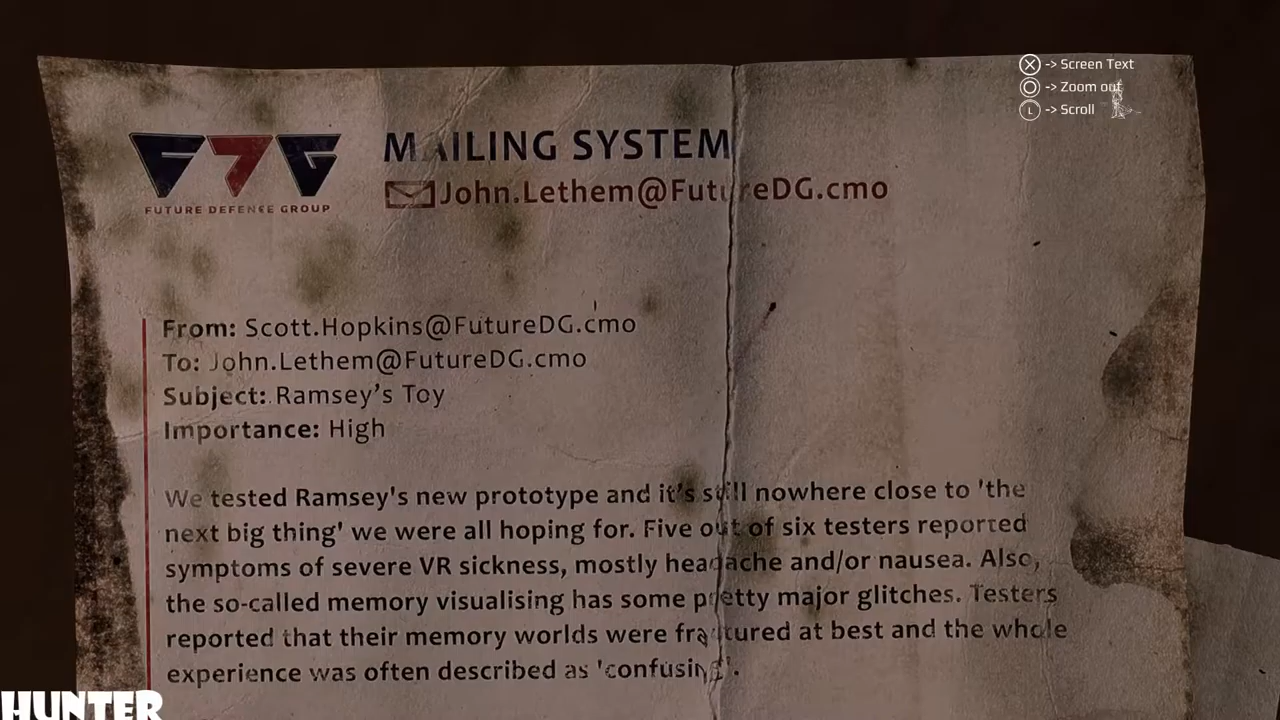 -> Screen Text
-> Zoom out
-> Scroll
F7G
FUTURE DEFENSE GROUP
MAILING SYSTEM
John.Lethem@FutureDG.cmo
From: Scott.Hopkins@FutureDG.cmo
To: John.Lethem@FutureDG.cmo
Subject: Ramsey's Toy
Importance: High
We tested Ramsey's new prototype and it's still nowhere close to 'the
next big thing' we were all hoping for. Five out of six testers reported
symptoms of severe VR sickness, mostly headache and/or nausea. Also,
the so-called memory visualising has some pretty major glitches. Testers
reported that their memory worlds were fractured at best and the whole
experience was often described as 'confusing'.
HUNTER